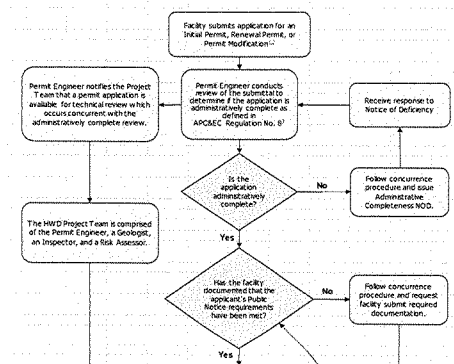 Facility submits application for an
Initial Permit, Renewal Permit, or
Permit Modification
Permit Engineer notifies the Project
Team that a permit application is
available for technical review which
occurs concurrent with the
administratively complete review.
Permit Engineer conducts
review of the submittal to
determine if the application is
administratively complete as
defined in
APC&EC Regulation No. 8
Receive response to
Notice of Deficiency
Is the
application
administratively
complete?
No
Follow concurrence
procedure and issue
Administrative
Completeness NOD.
Yes
The HWD Project Team is comprised
of the Permit Engineer, a Geologist,
an Inspector, and a Risk Assessor.
Has the facility
documented that the
applicant's Public
Notice requirements
have been met?
No
Follow concurrence
procedure and request
facility submit required
documentation.
Yes